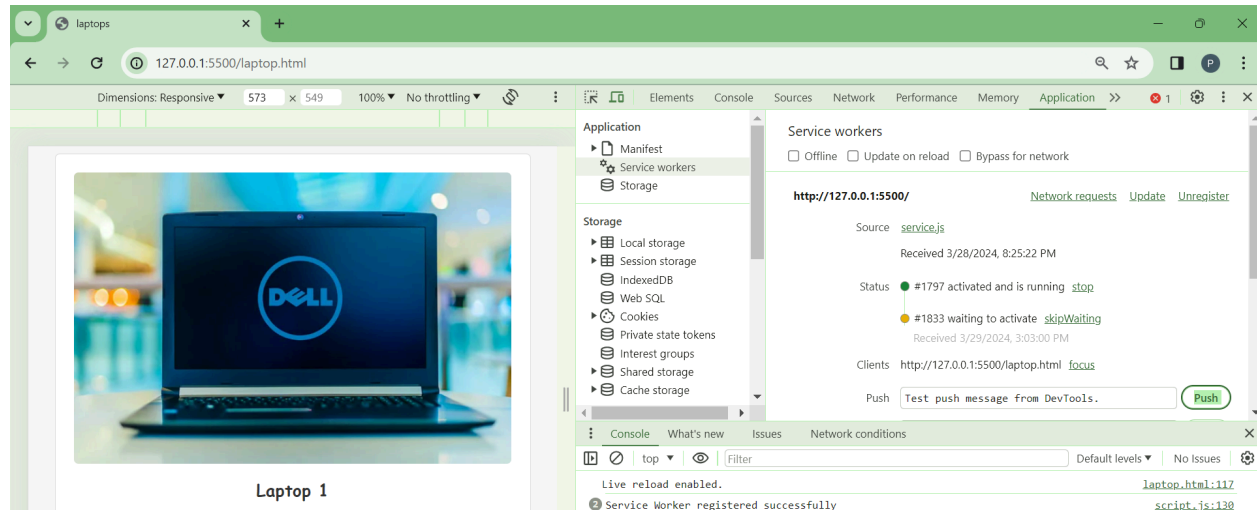 laptops
127.0.0.1:5500/laptop.html
P
Dimensions: Responsive 573 × 549 100% No throttling
Elements Console Sources Network Performance Memory Application 1
Application
Manifest
Service workers
Storage
Storage
Local storage
Session storage
IndexedDB
Web SQL
Cookies
Private state tokens
Interest groups
Shared storage
Cache storage
Service workers
Offline Update on reload Bypass for network
http://127.0.0.1:5500/ Network requests Update Unregister
Source service.js
Received 3/28/2024, 8:25:22 PM
Status #1797 activated and is running stop
#1833 waiting to activate skipWaiting
Received 3/29/2024, 3:03:00 PM
Clients http://127.0.0.1:5500/laptop.html focus
Push Test push message from DevTools. Push
Console What's new Issues Network conditions
top Filter Default levels No Issues
Live reload enabled. laptop.html:117
2 Service Worker registered successfully script.js:130
DELL
Laptop 1